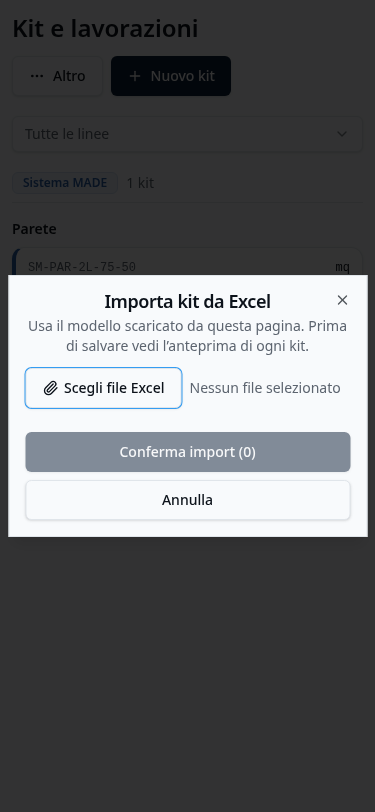 Kit e lavorazioni
Altro
Nuovo kit
Tutte le linee
Sistema MADE
1 kit
Parete
SM-PAR-2L-75-50
mq
Importa kit da Excel
Usa il modello scaricato da questa pagina. Prima
di salvare vedi l’anteprima di ogni kit.
Scegli file Excel
Nessun file selezionato
Conferma import (0)
Annulla